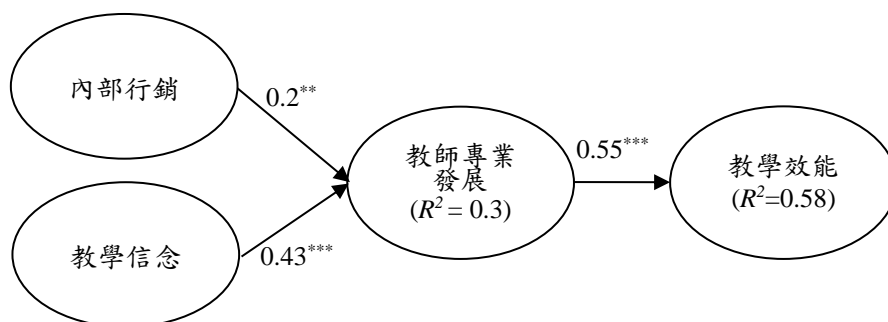 內部行銷
0.2**
教師專業
發展
(R² = 0.3)
0.55***
教學效能
(R²=0.58)
教學信念
0.43***